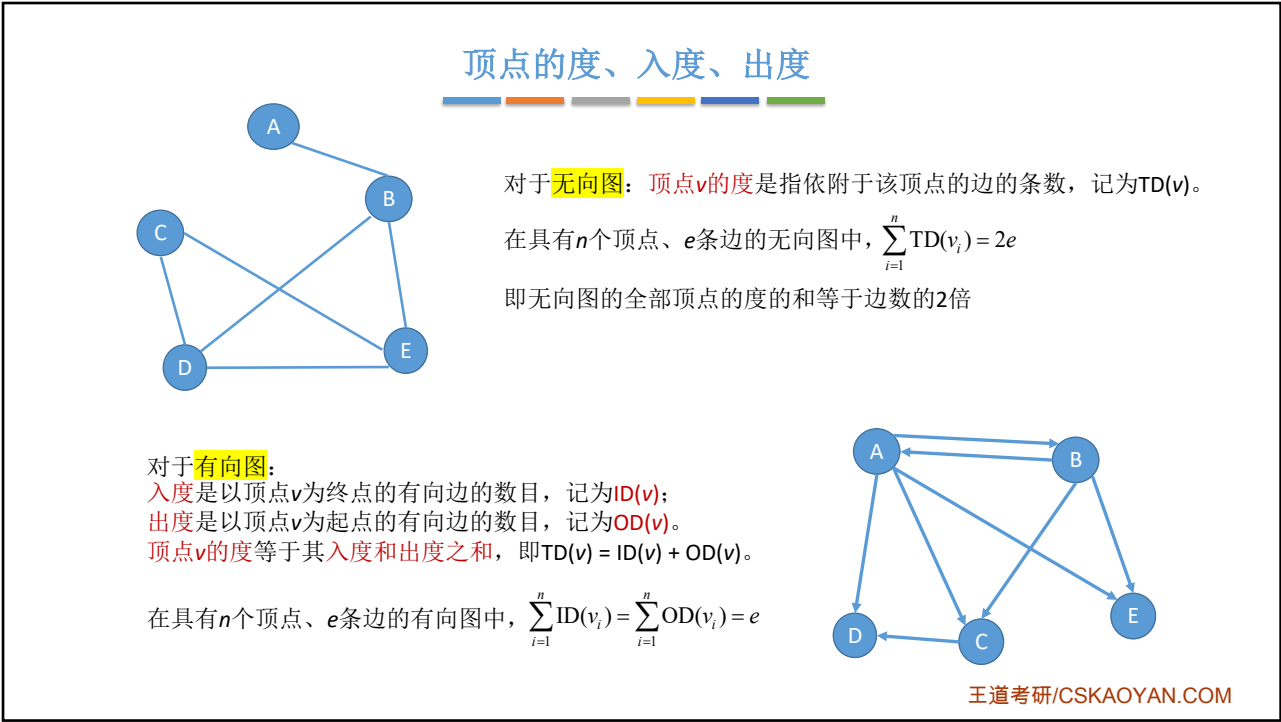 顶点的度、入度、出度
A
B
C
D
E
对于无向图：顶点v的度是指依附于该顶点的边的条数，记为TD(v)。
在具有n个顶点、e条边的无向图中，∑_{i=1}^{n} TD(v_i) = 2e
即无向图的全部顶点的度的和等于边数的2倍
对于有向图：
入度是以顶点v为终点的有向边的数目，记为ID(v)；
出度是以顶点v为起点的有向边的数目，记为OD(v)。
顶点v的度等于其入度和出度之和，即TD(v) = ID(v) + OD(v)。
在具有n个顶点、e条边的有向图中，∑_{i=1}^{n} ID(v_i) = ∑_{i=1}^{n} OD(v_i) = e
A
B
E
D
C
王道考研/CSKAOYAN.COM